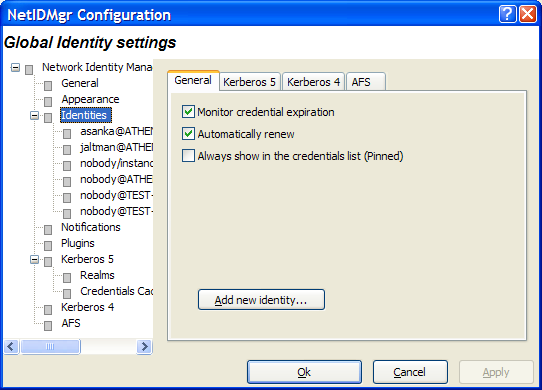 NetIDMgr Configuration
Global Identity settings
Network Identity Mana
General
Appearance
Identities
asanka@ATHEN
jaltman@ATHEN
nobody/instanc
nobody@ATHE
nobody@TEST-
nobody@TEST-
Notifications
Plugins
Kerberos 5
Realms
Credentials Cac
Kerberos 4
AFS
General Kerberos 5 Kerberos 4 AFS
Monitor credential expiration
Automatically renew
Always show in the credentials list (Pinned)
Add new identity...
Ok Cancel Apply